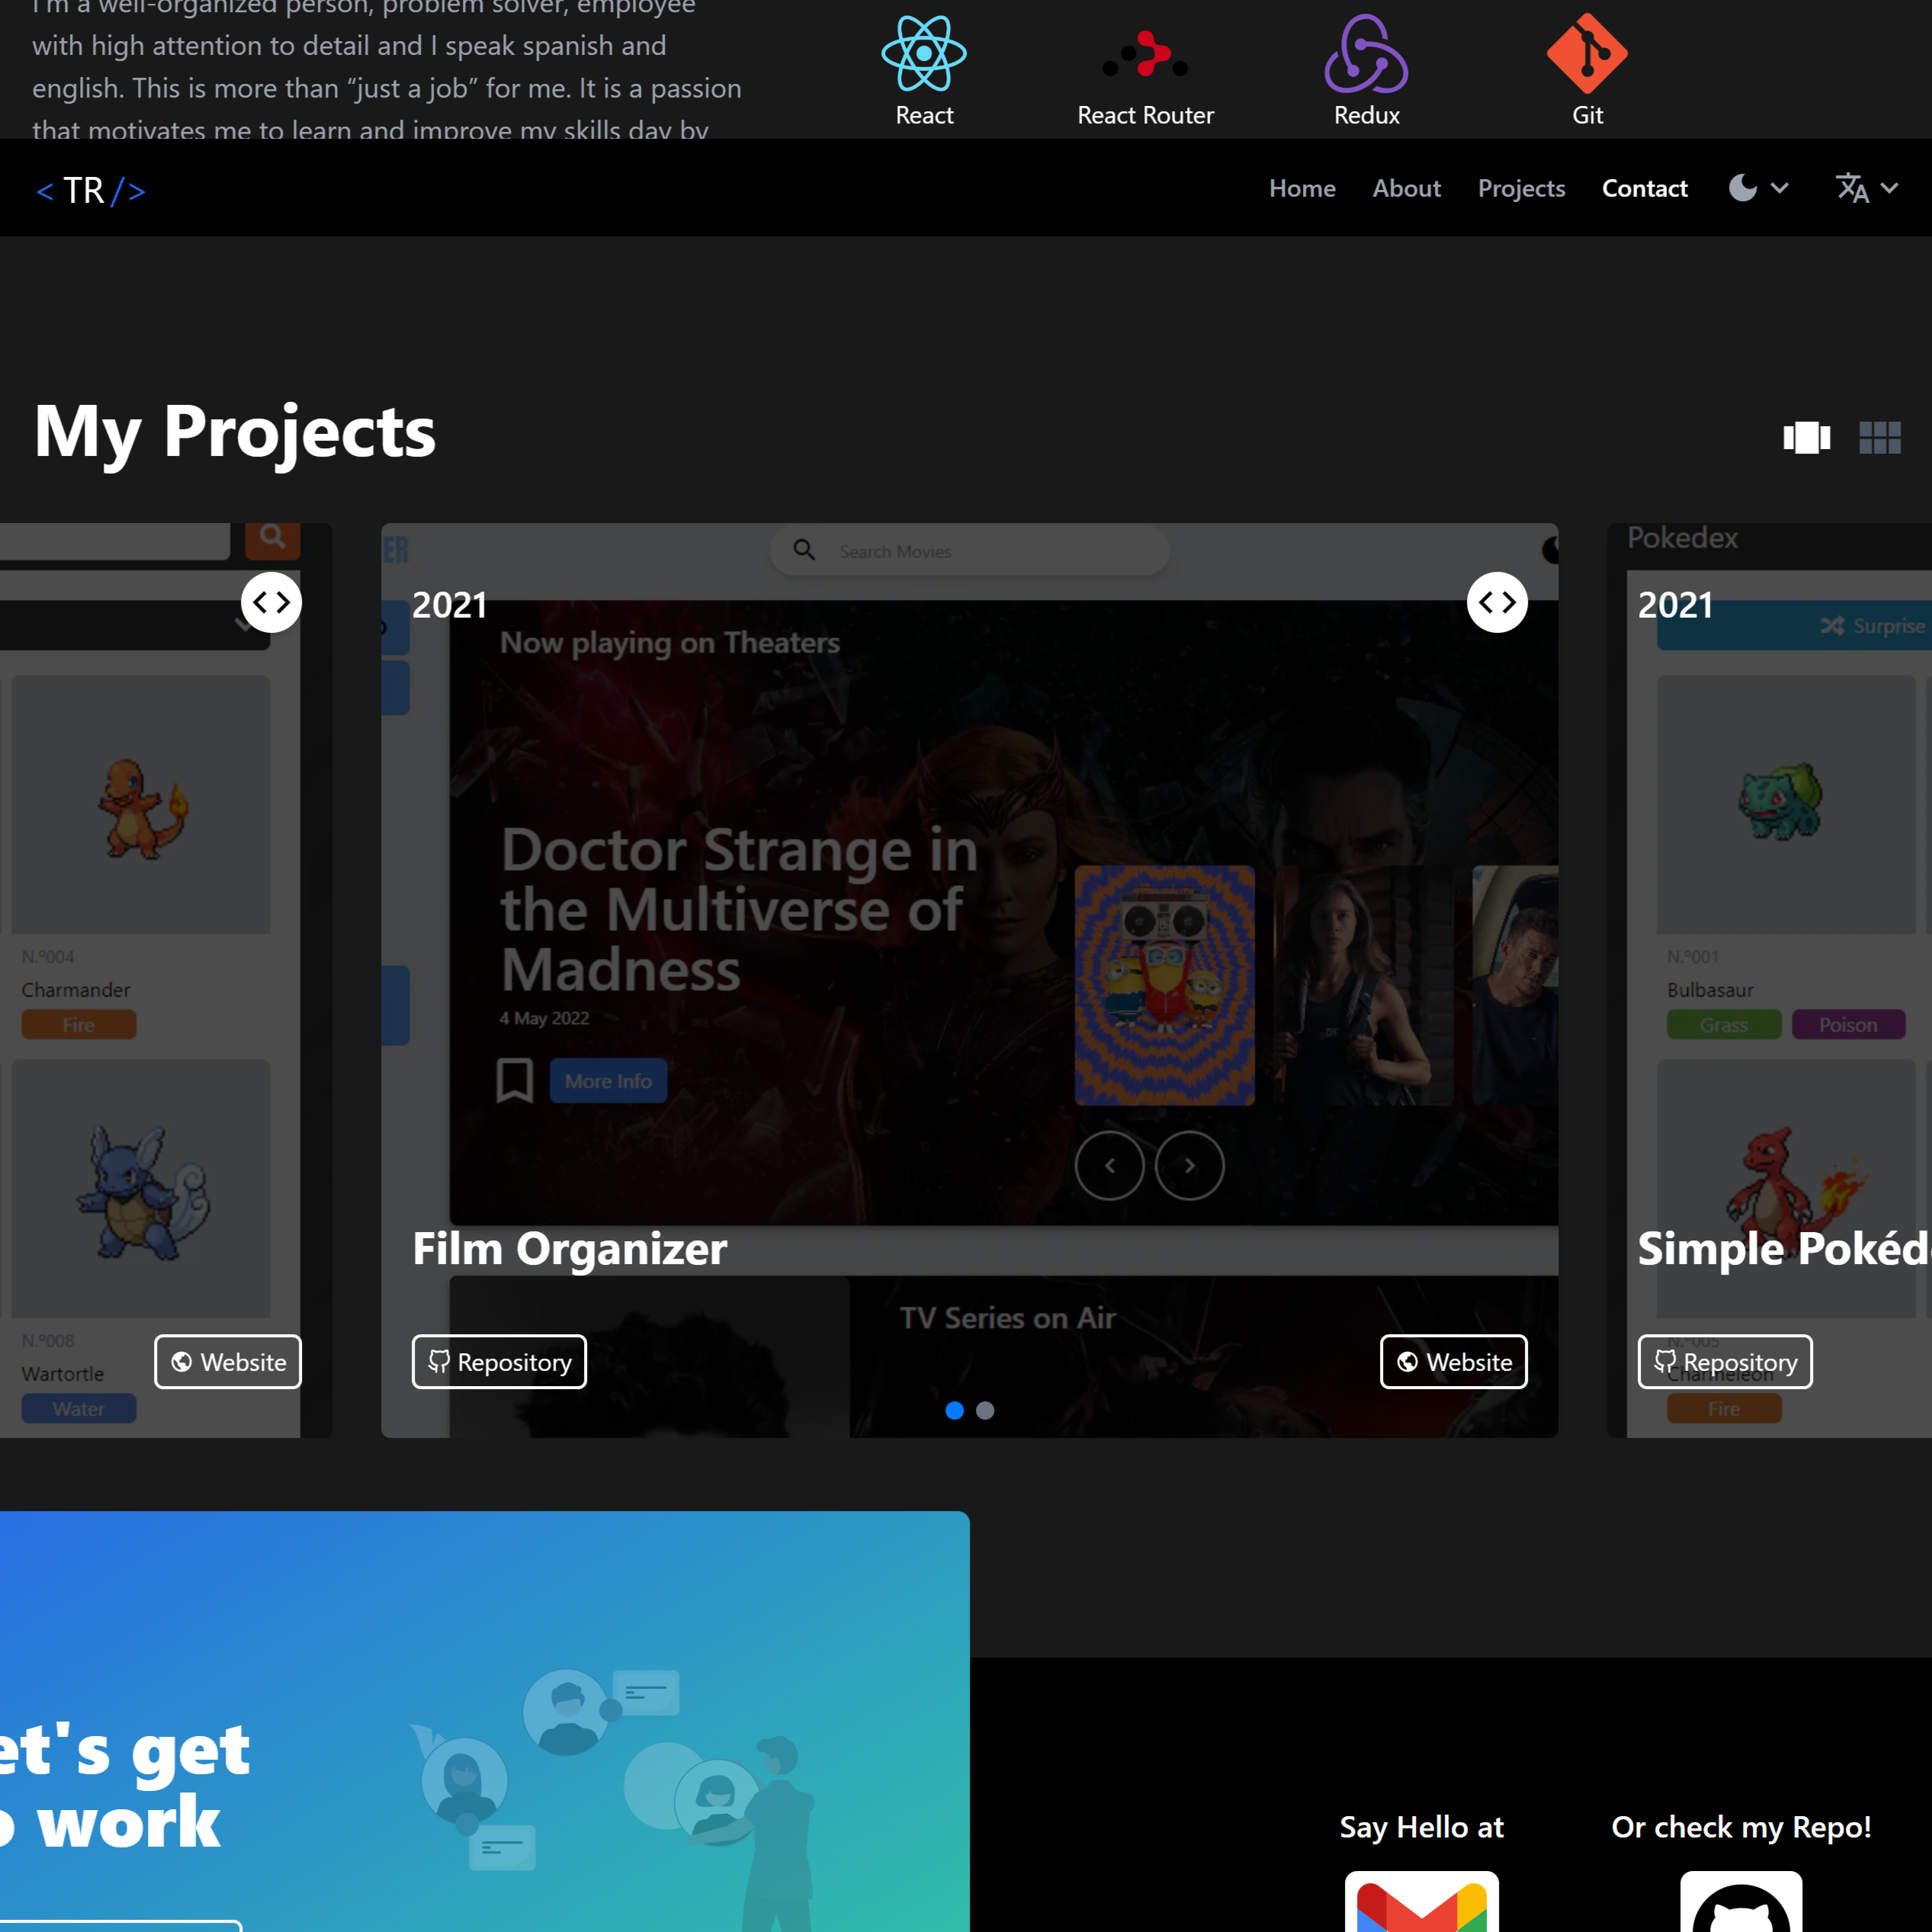 I'm a well-organized person, problem solver, employee
with high attention to detail and I speak spanish and
english. This is more than “just a job” for me. It is a passion
that motivates me to learn and improve my skills day by
React
React Router
Redux
Git
< TR />
Home
About
Projects
Contact
My Projects
N.º004
Charmander
Fire
N.º008
Wartortle
Water
Website
ER
Search Movies
2021
Now playing on Theaters
Doctor Strange in
the Multiverse of
Madness
4 May 2022
More Info
Film Organizer
TV Series on Air
Repository
Website
Pokedex
2021
Surprise
N.º001
Bulbasaur
Grass
Poison
Simple Pokéd
N.º005
Charmeleon
Repository
Fire
et's get
o work
Say Hello at
Or check my Repo!